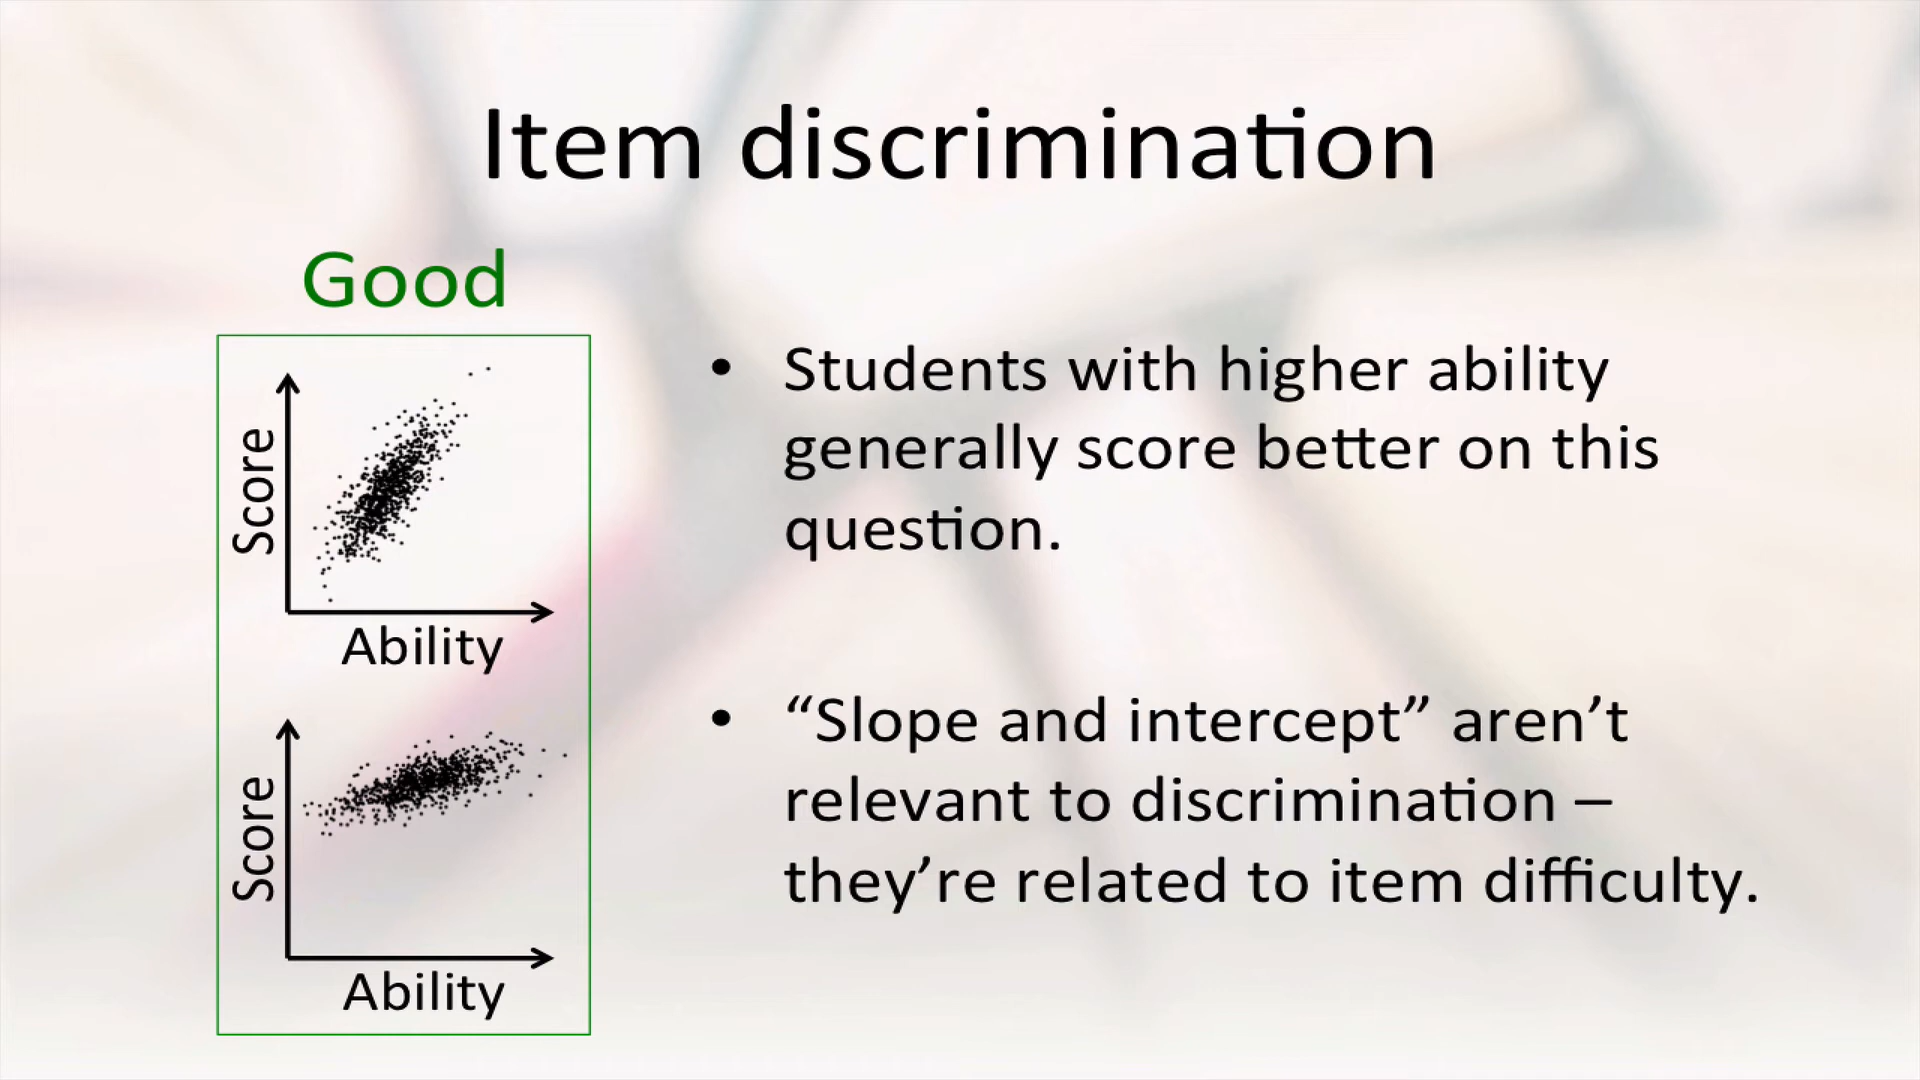 Item discrimination
Good
Score
Ability
Score
Ability
• Students with higher ability
generally score better on this
question.
• “Slope and intercept” aren’t
relevant to discrimination –
they’re related to item difficulty.